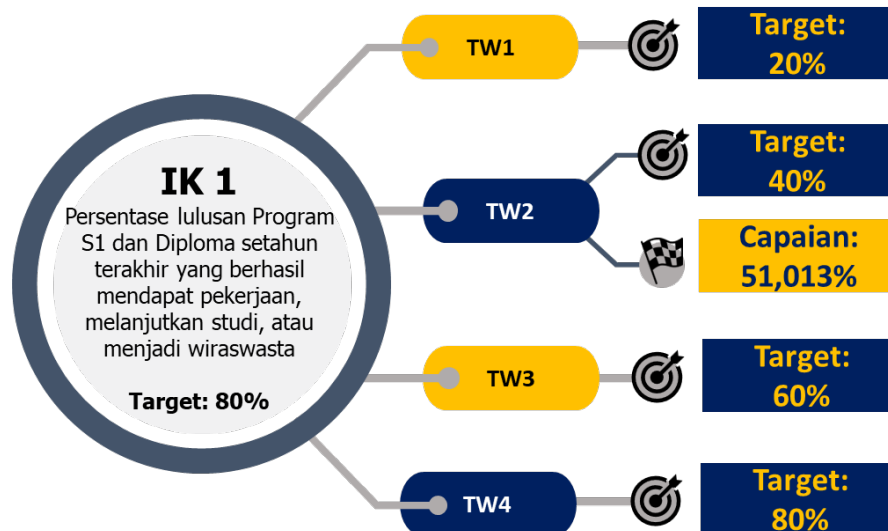 IK 1
Persentase lulusan Program
S1 dan Diploma setahun
terakhir yang berhasil
mendapat pekerjaan,
melanjutkan studi, atau
menjadi wiraswasta
Target: 80%
TW1
Target:
20%
TW2
Target:
40%
Capaian:
51,013%
TW3
Target:
60%
TW4
Target:
80%